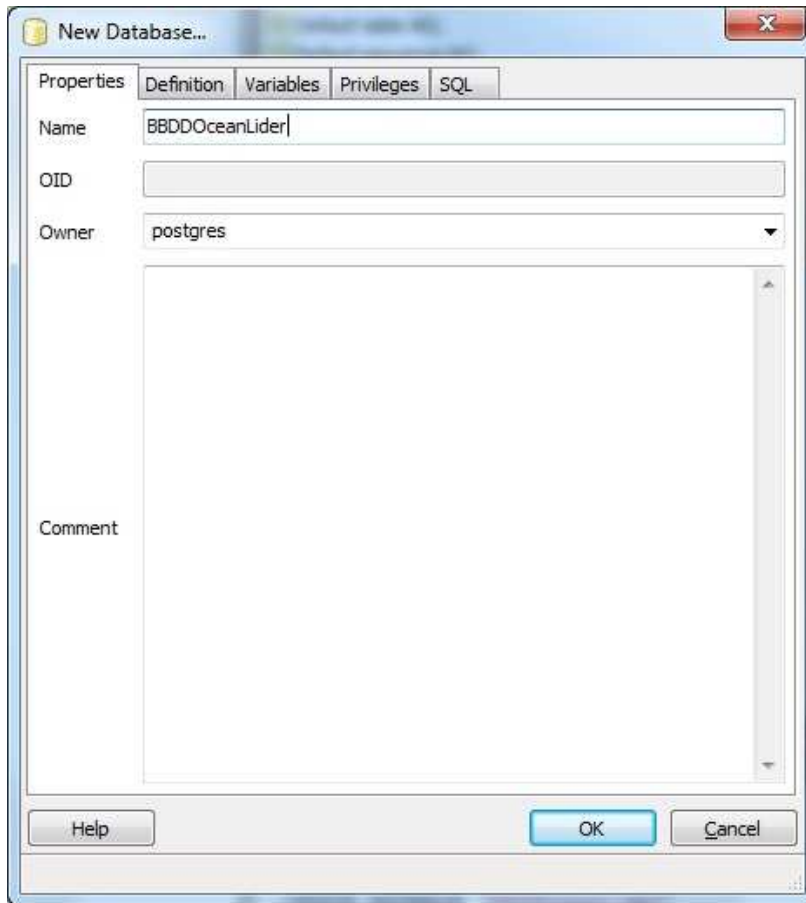 New Database...
Properties Definition Variables Privileges SQL
Name BBDDOceanLider
OID
Owner postgres
Comment
Help OK Cancel